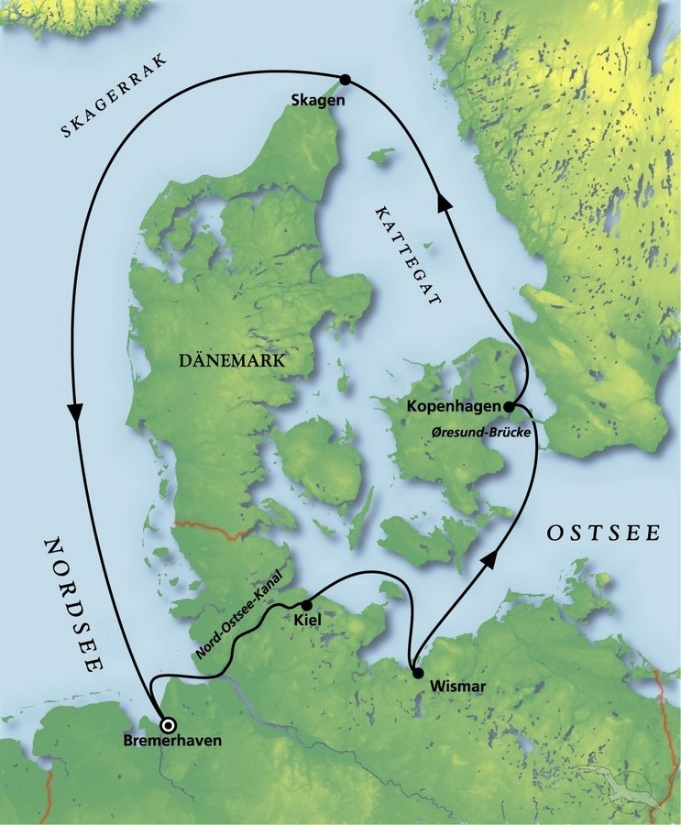 SKAGERRAK
Skagen
KATTEGAT
DÄNEMARK
Kopenhagen
Øresund-Brücke
OSTSEE
NORDSEE
Nord-Ostsee-Kanal
Kiel
Wismar
Bremerhaven